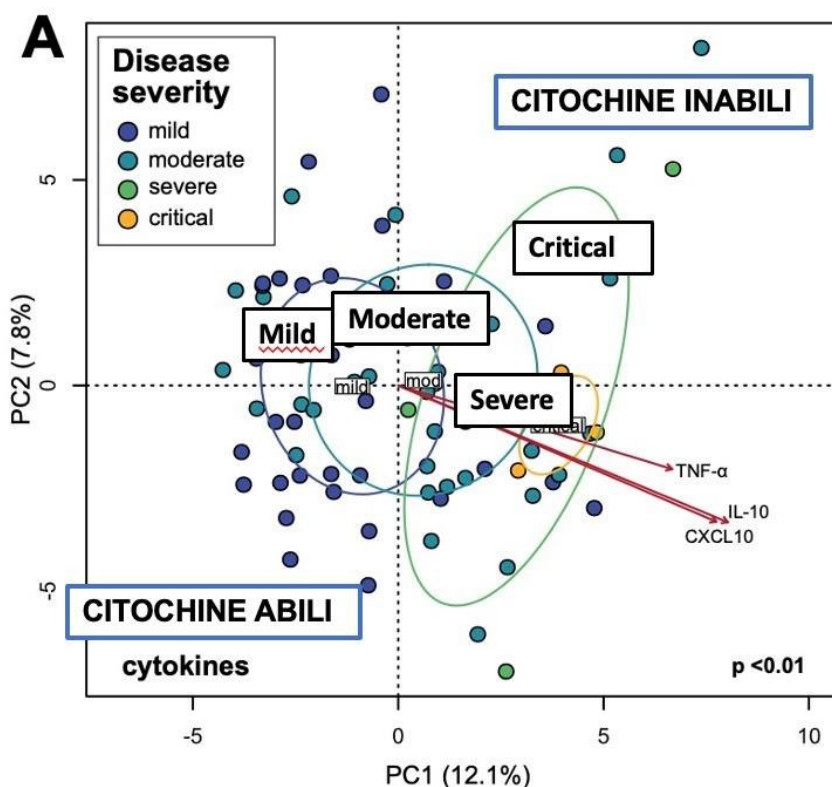 A
Disease
severity
mild
moderate
severe
critical
CITOCHINE INABILI
Critical
Moderate
Mild
mild
mod
Severe
critical
TNF-α
IL-10
CXCL10
CITOCHINE ABILI
cytokines
p <0.01
5
0
-5
PC2 (7.8%)
-5
0
5
10
PC1 (12.1%)